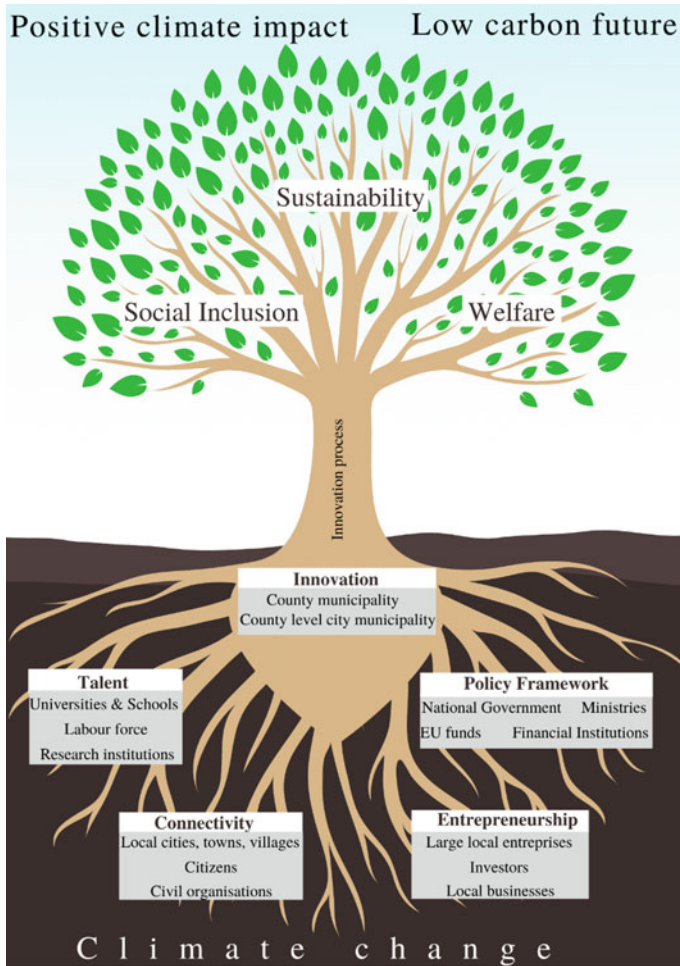 Positive climate impact
Low carbon future
Sustainability
Social Inclusion
Welfare
Innovation process
Innovation
County municipality
County level city municipality
Talent
Universities & Schools
Labour force
Research institutions
Policy Framework
National Government Ministries
EU funds Financial Institutions
Connectivity
Local cities, towns, villages
Citizens
Civil organisations
Entrepreneurship
Large local entreprises
Investors
Local businesses
Climate change